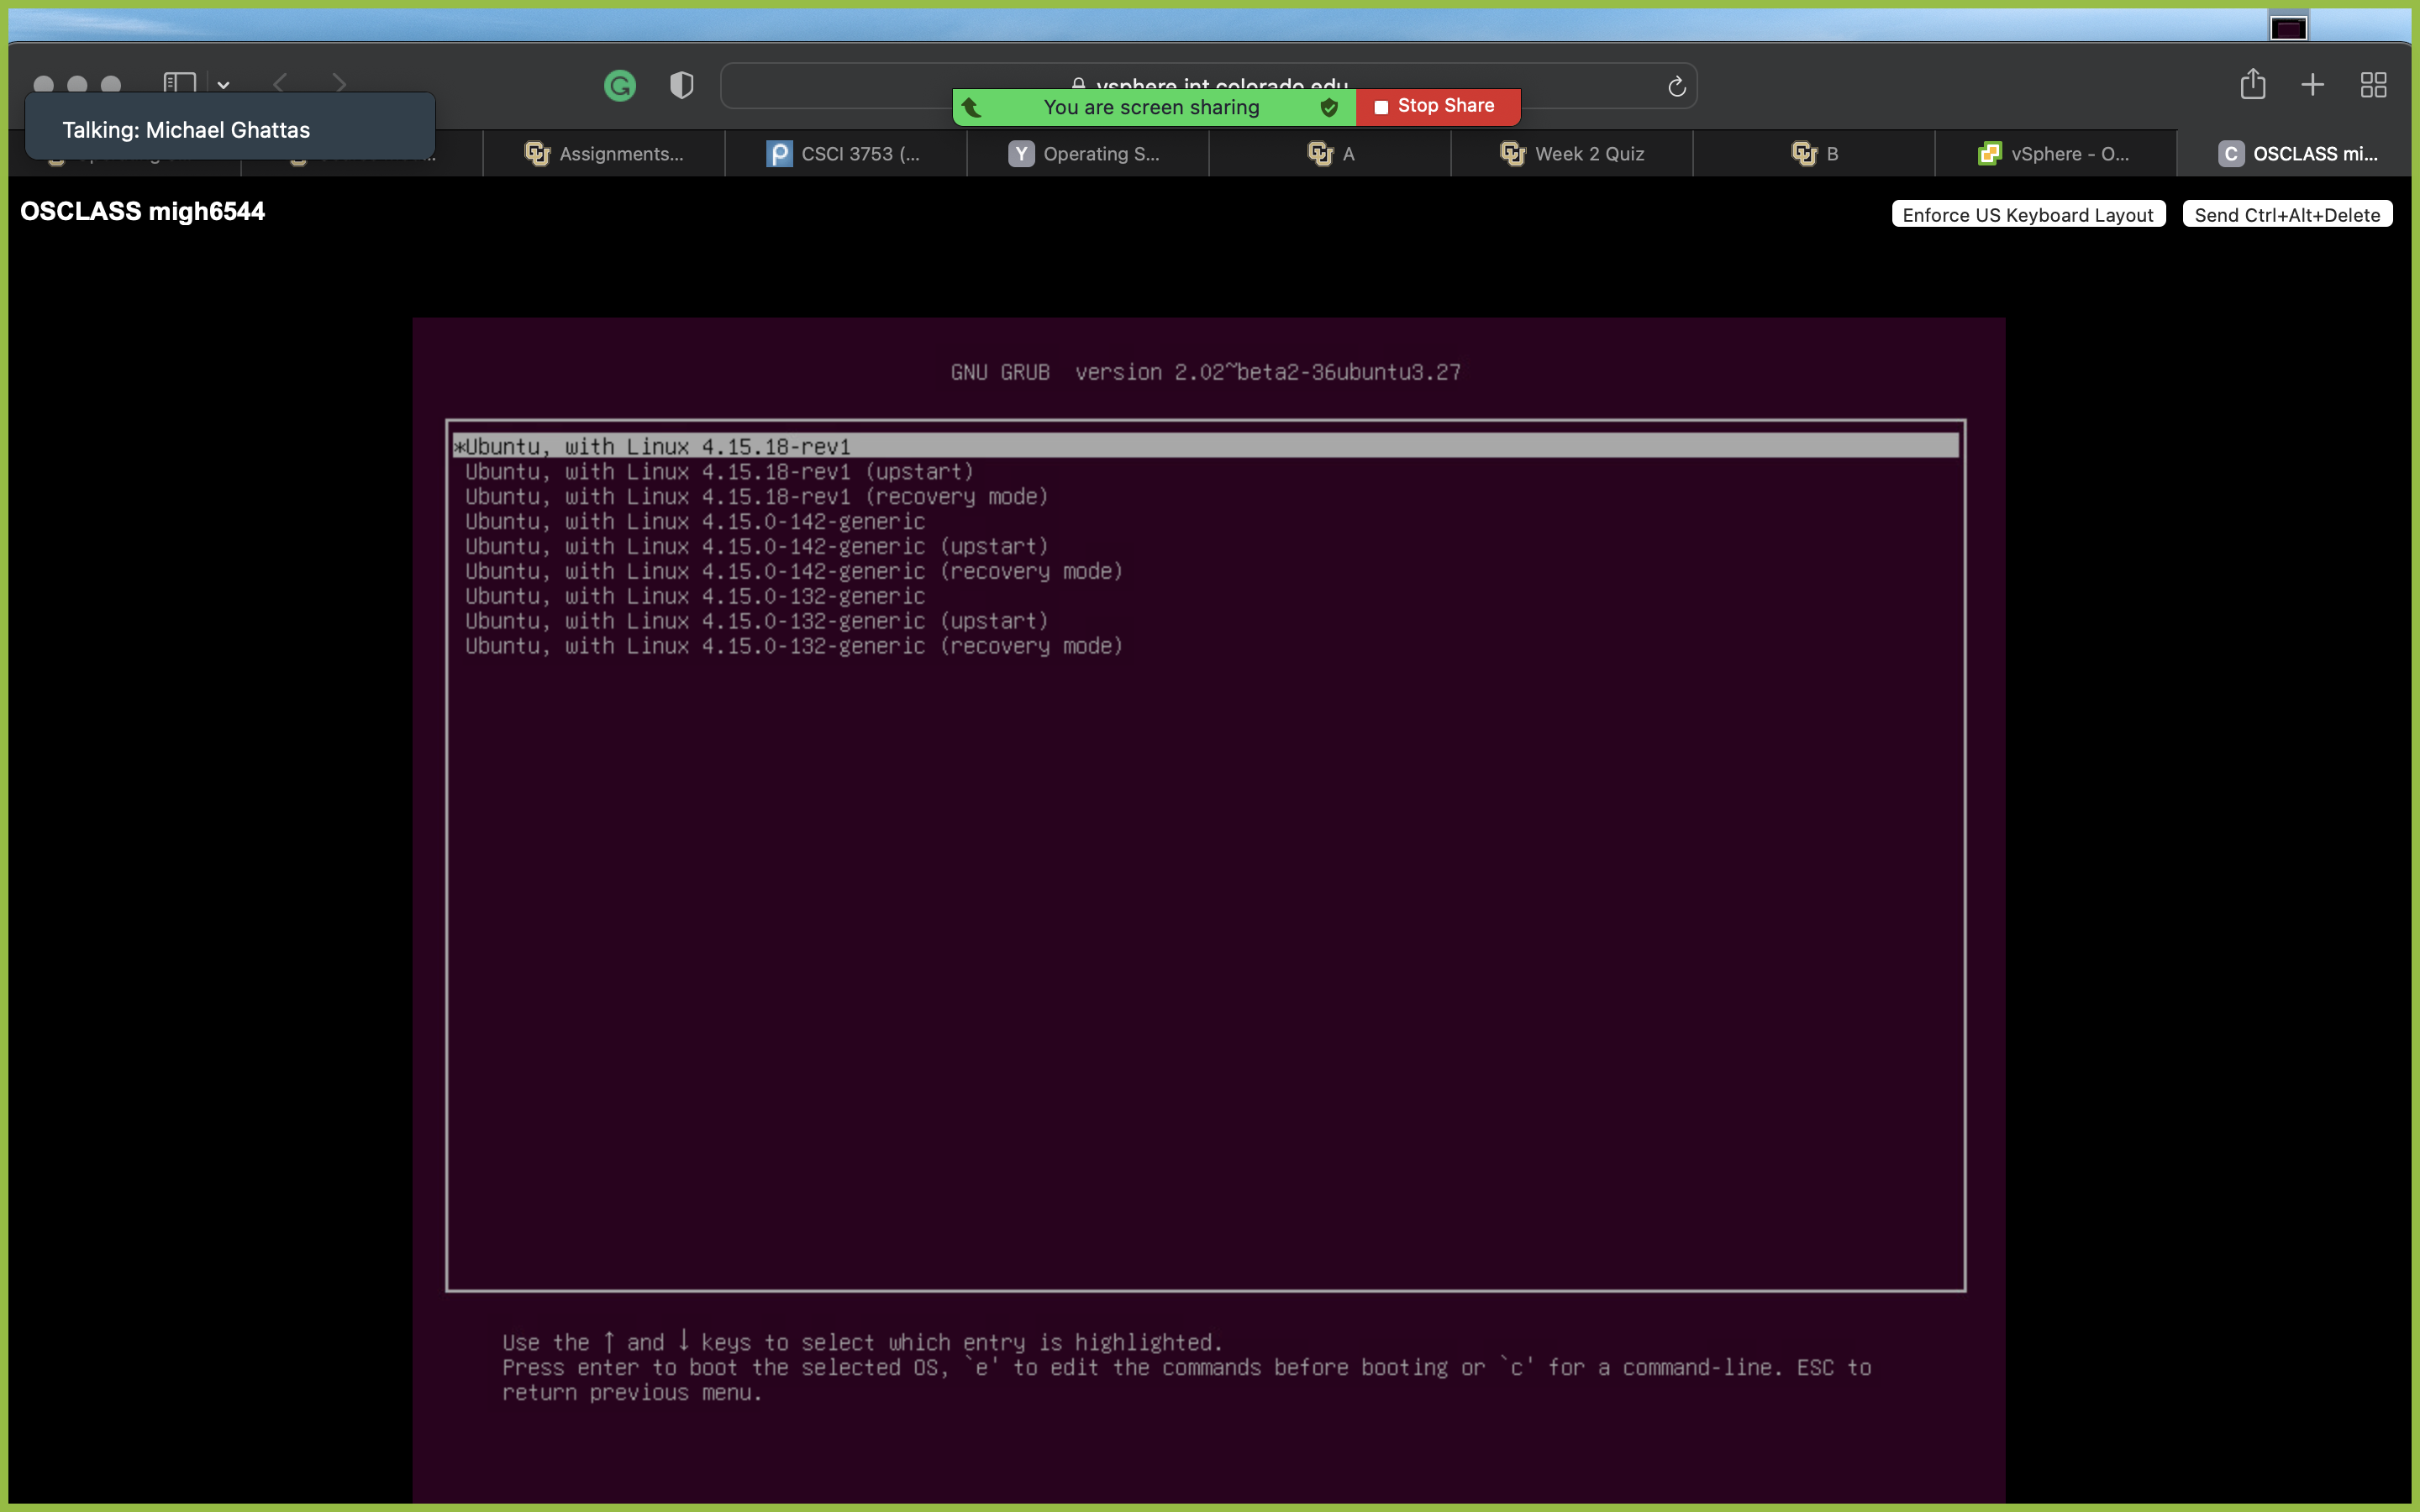 vsphere.int.colorado.edu
You are screen sharing
Stop Share
Talking: Michael Ghattas
Assignments...
CSCI 3753 (...
Y
Operating S...
A
Week 2 Quiz
B
vSphere - O...
C
OSCLASS mi...
OSCLASS migh6544
Enforce US Keyboard Layout
Send Ctrl+Alt+Delete
GNU GRUB  version 2.02~beta2-36ubuntu3.27
*Ubuntu, with Linux 4.15.18-rev1
Ubuntu, with Linux 4.15.18-rev1 (upstart)
Ubuntu, with Linux 4.15.18-rev1 (recovery mode)
Ubuntu, with Linux 4.15.0-142-generic
Ubuntu, with Linux 4.15.0-142-generic (upstart)
Ubuntu, with Linux 4.15.0-142-generic (recovery mode)
Ubuntu, with Linux 4.15.0-132-generic
Ubuntu, with Linux 4.15.0-132-generic (upstart)
Ubuntu, with Linux 4.15.0-132-generic (recovery mode)
Use the ↑ and ↓ keys to select which entry is highlighted.
Press enter to boot the selected OS, `e' to edit the commands before booting or `c' for a command-line. ESC to
return previous menu.